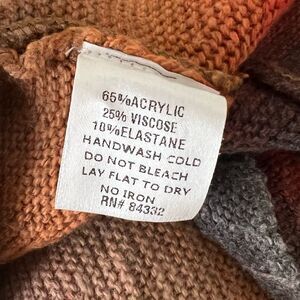 65%ACRYLIC
25% VISCOSE
10%ELASTANE
HANDWASH COLD
DO NOT BLEACH
LAY FLAT TO DRY
NO IRON
RN# 84332